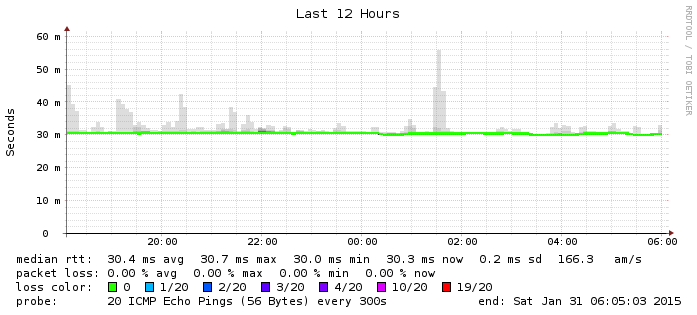 Last 12 Hours
RRDTOOL / TOBI OETIKER
Seconds
60 m
50 m
40 m
30 m
20 m
10 m
0
20:00 22:00 00:00 02:00 04:00 06:00
median rtt: 30.4 ms avg 30.7 ms max 30.0 ms min 30.3 ms now 0.2 ms sd 166.3 am/s
packet loss: 0.00 % avg 0.00 % max 0.00 % min 0.00 % now
loss color: 0 1/20 2/20 3/20 4/20 10/20 19/20
probe: 20 ICMP Echo Pings (56 Bytes) every 300s end: Sat Jan 31 06:05:03 2015